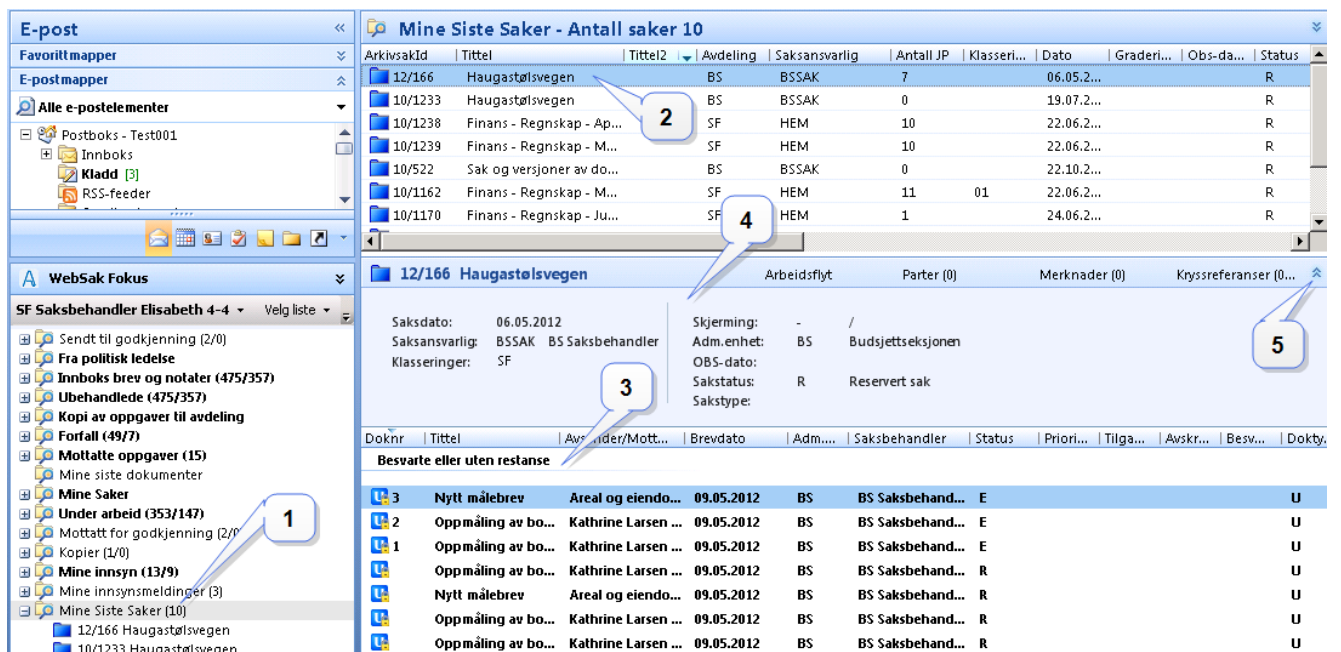 E-post
Favorittmapper
E-postmapper
Alle e-postelementer
Postboks - Test001
Innboks
Kladd [3]
RSS-feeder
WebSak Fokus
SF Saksbehandler Elisabeth 4-4 Velg liste
Sendt til godkjenning (2/0)
Fra politisk ledelse
Innboks brev og notater (475/357)
Ubehandlede (475/357)
Kopi av oppgaver til avdeling
Forfall (49/7)
Mottatte oppgaver (15)
Mine siste dokumenter
Mine Saker
Under arbeid (353/147)
Mottatt for godkjenning (2/0
Kopier (1/0)
Mine innsyn (13/9)
Mine innsynsmeldinger (3)
Mine Siste Saker (10)
12/166 Haugastølsvegen
10/1233 Haugastølsvegen
1
Mine Siste Saker - Antall saker 10
ArkivsakId Tittel Tittel2 Avdeling Saksansvarlig Antall JP Klasseri... Dato Graderi... Obs-da... Status
12/166 Haugastølsvegen BS BSSAK 7 06.05.2... R
10/1233 Haugastølsvegen BS BSSAK 0 19.07.2... R
10/1238 Finans - Regnskap - Ap... SF HEM 10 22.06.2... R
10/1239 Finans - Regnskap - M... SF HEM 10 22.06.2... R
10/522 Sak og versjoner av do... BS BSSAK 0 22.10.2... R
10/1162 Finans - Regnskap - M... SF HEM 11 01 22.06.2... R
10/1170 Finans - Regnskap - Ju... SF HEM 1 24.06.2... R
2
4
12/166 Haugastølsvegen Arbeidsflyt Parter (0) Merknader (0) Kryssreferanser (0...
Saksdato: 06.05.2012
Saksansvarlig: BSSAK BS Saksbehandler
Klasseringer: SF
Skjerming: - /
Adm.enhet: BS Budsjettseksjonen
OBS-dato:
Sakstatus: R Reservert sak
Sakstype:
5
3
Doknr Tittel Avsender/Mott... Brevdato Adm.... Saksbehandler Status Priori... Tilga... Avskr... Besv... Dokty...
Besvarte eller uten restanse
3 Nytt målebrev Areal og eiendo... 09.05.2012 BS BS Saksbehand... E U
2 Oppmåling av bo... Kathrine Larsen ... 09.05.2012 BS BS Saksbehand... E U
1 Oppmåling av bo... Kathrine Larsen ... 09.05.2012 BS BS Saksbehand... E U
Oppmåling av bo... Kathrine Larsen ... 09.05.2012 BS BS Saksbehand... R U
Nytt målebrev Areal og eiendo... 09.05.2012 BS BS Saksbehand... R U
Oppmåling av bo... Kathrine Larsen ... 09.05.2012 BS BS Saksbehand... R U
Oppmåling av bo... Kathrine Larsen ... 09.05.2012 BS BS Saksbehand... R U